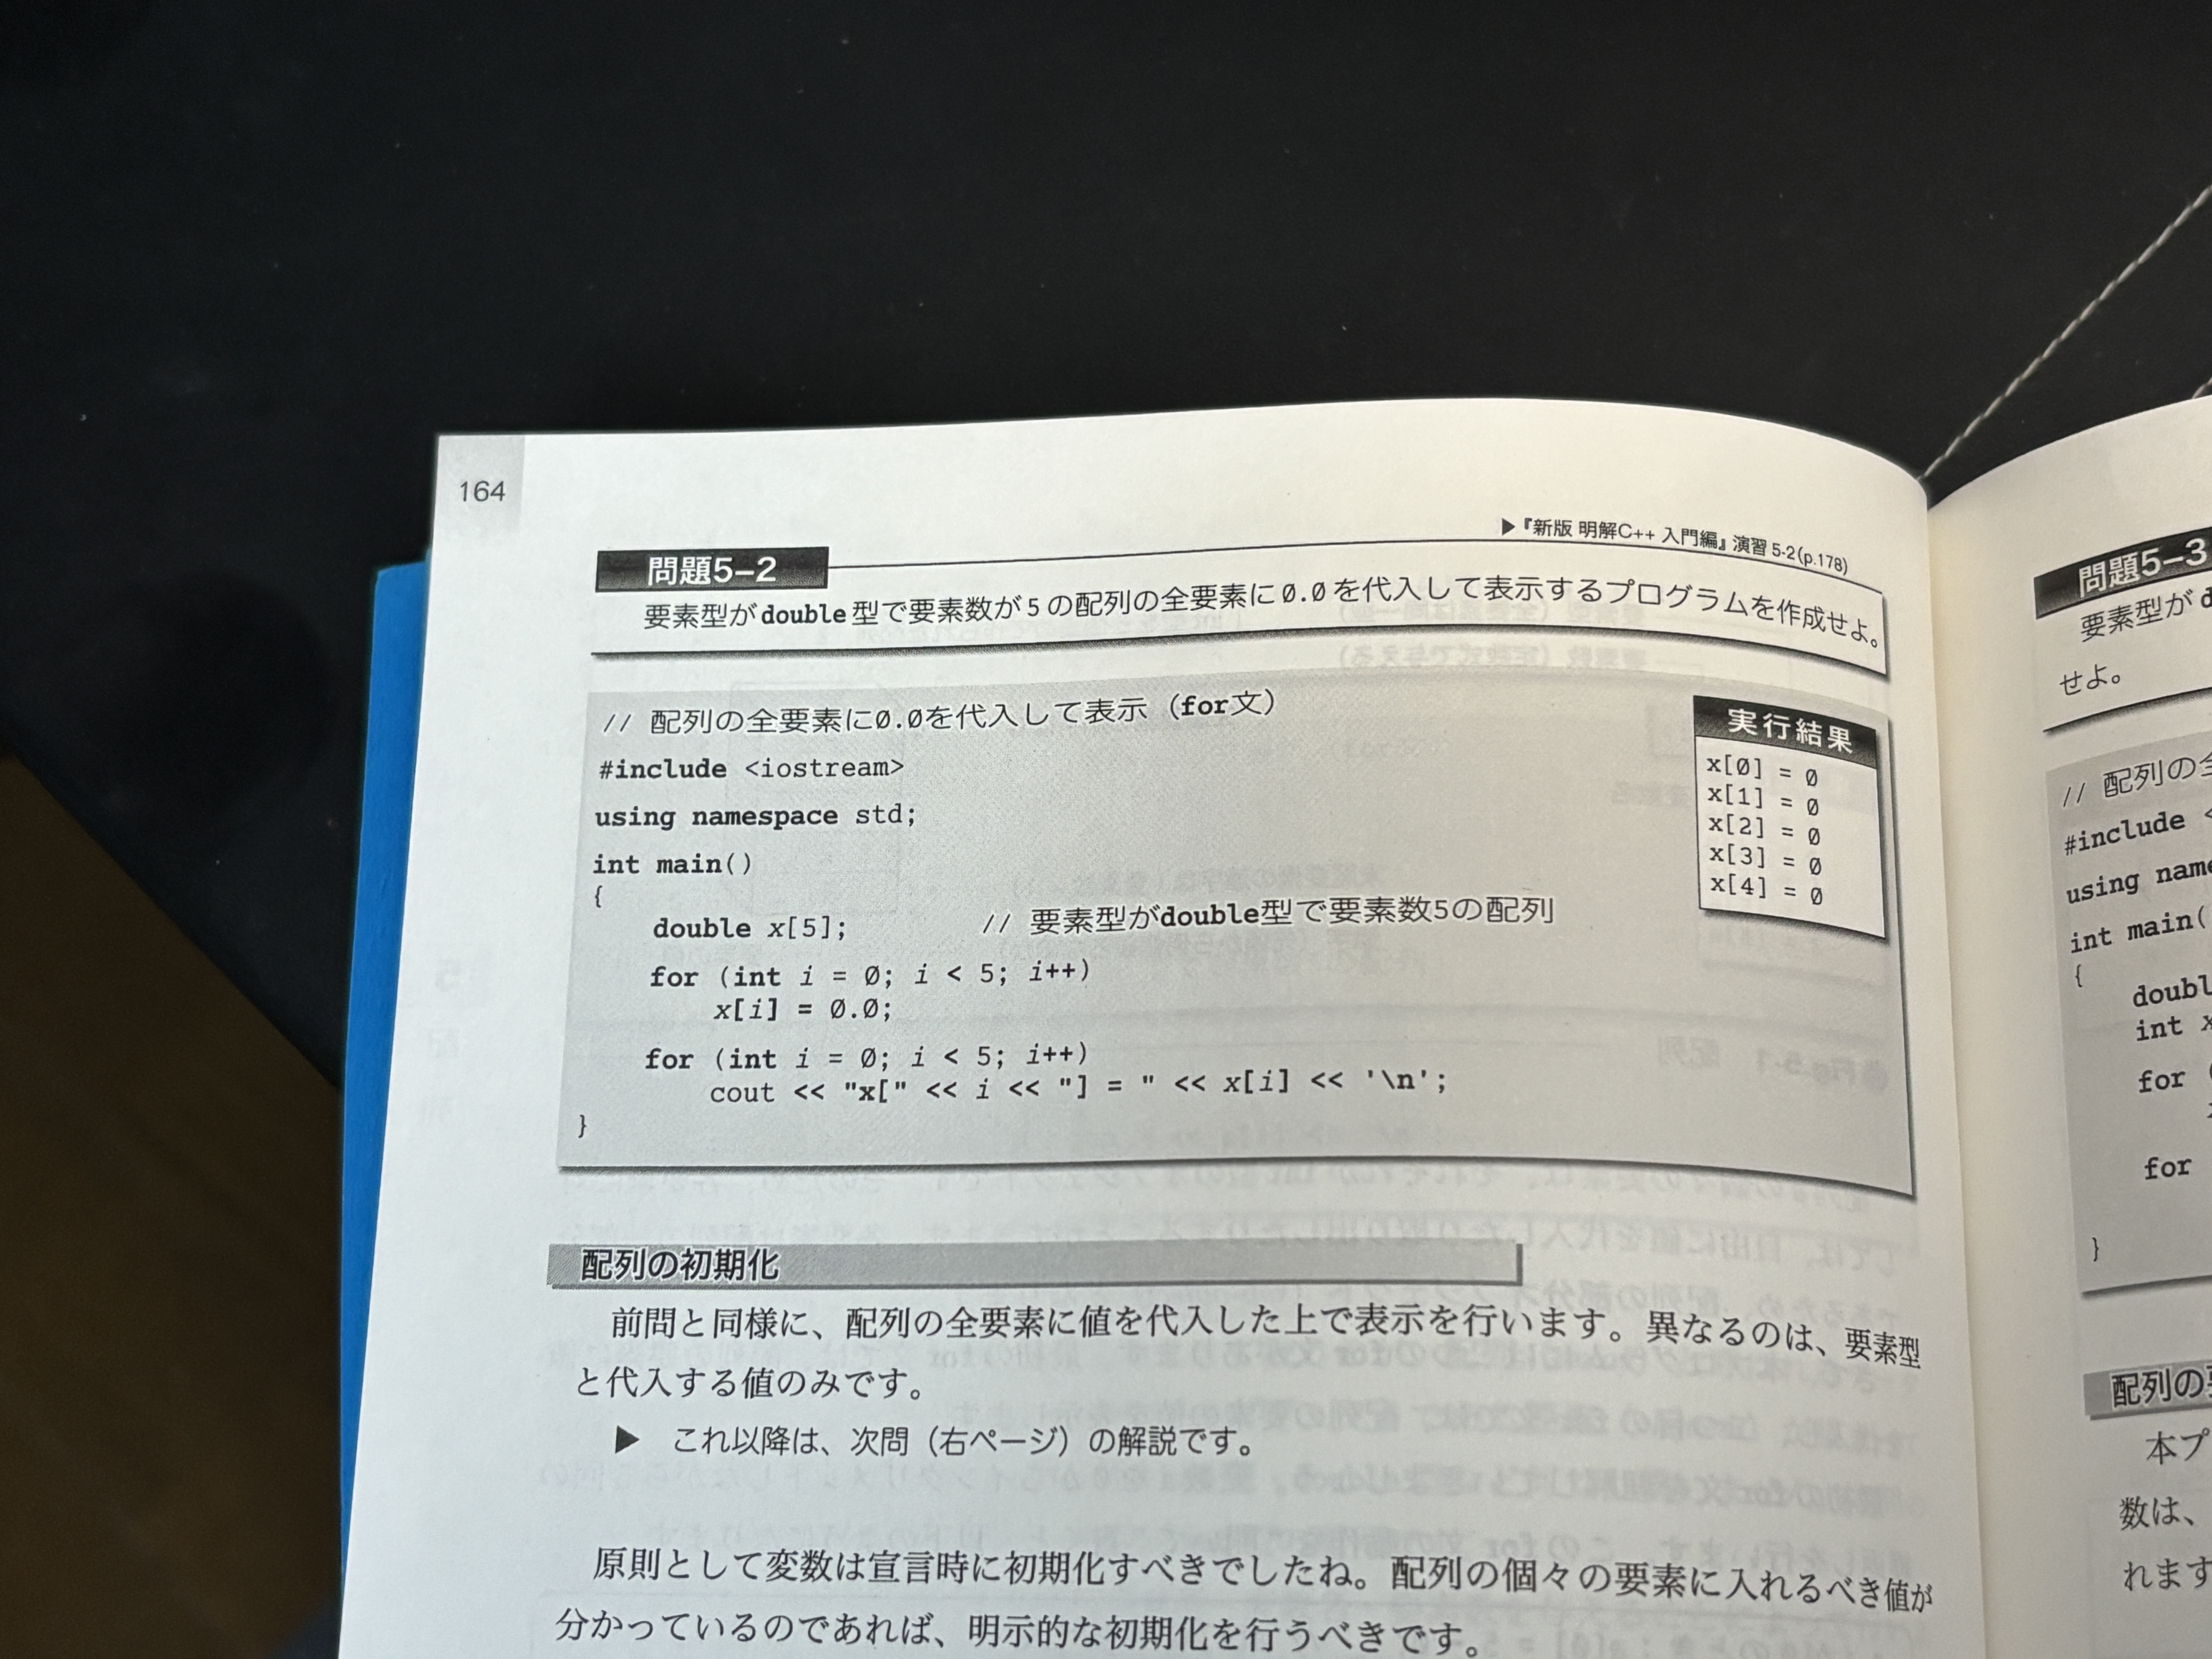 164
▶『新版 明解C++ 入門編』演習 5-2(p.178)
問題5-2
要素型がdouble型で要素数が5の配列の全要素に0.0を代入して表示するプログラムを作成せよ。
// 配列の全要素に0.0を代入して表示（for文）
#include <iostream>
using namespace std;
int main()
{
double x[5]; // 要素型がdouble型で要素数5の配列
for (int i = 0; i < 5; i++)
x[i] = 0.0;
for (int i = 0; i < 5; i++)
cout << "x[" << i << "] = " << x[i] << '\n';
}
実行結果
x[0] = 0
x[1] = 0
x[2] = 0
x[3] = 0
x[4] = 0
配列の初期化
前問と同様に、配列の全要素に値を代入した上で表示を行います。異なるのは、要素型
と代入する値のみです。
▶ これ以降は、次問（右ページ）の解説です。
原則として変数は宣言時に初期化すべきでしたね。配列の個々の要素に入れるべき値が
分かっているのであれば、明示的な初期化を行うべきです。
問題5-3
要素型が
せよ。
// 配列の
#include
using
int main(
{
int
for (
for
}
配列の
本プ
数は、
れます